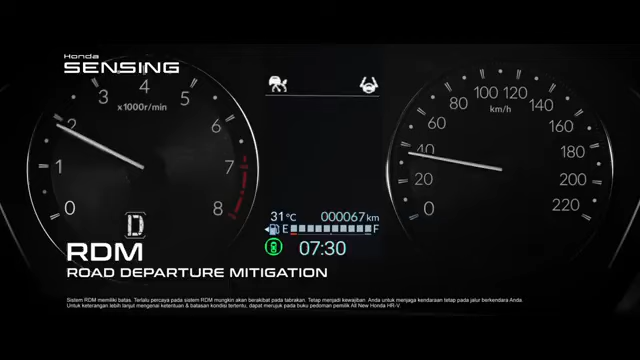 Honda
SENSING
0
1
2
3
4
5
6
7
8
x1000r/min
D
31 °C
000067 km
E
F
07:30
0
20
40
60
80
100
120
140
160
180
200
220
km/h
RDM
ROAD DEPARTURE MITIGATION
Sistem RDM memiliki batas. Terlalu percaya pada sistem RDM mungkin akan berakibat pada tabrakan. Tetap menjadi kewajiban Anda untuk menjaga kendaraan tetap pada jalur berkendara Anda.
Untuk keterangan lebih lanjut mengenai ketentuan & batasan kondisi tertentu, dapat merujuk pada buku pedoman pemilik All New Honda HR-V.